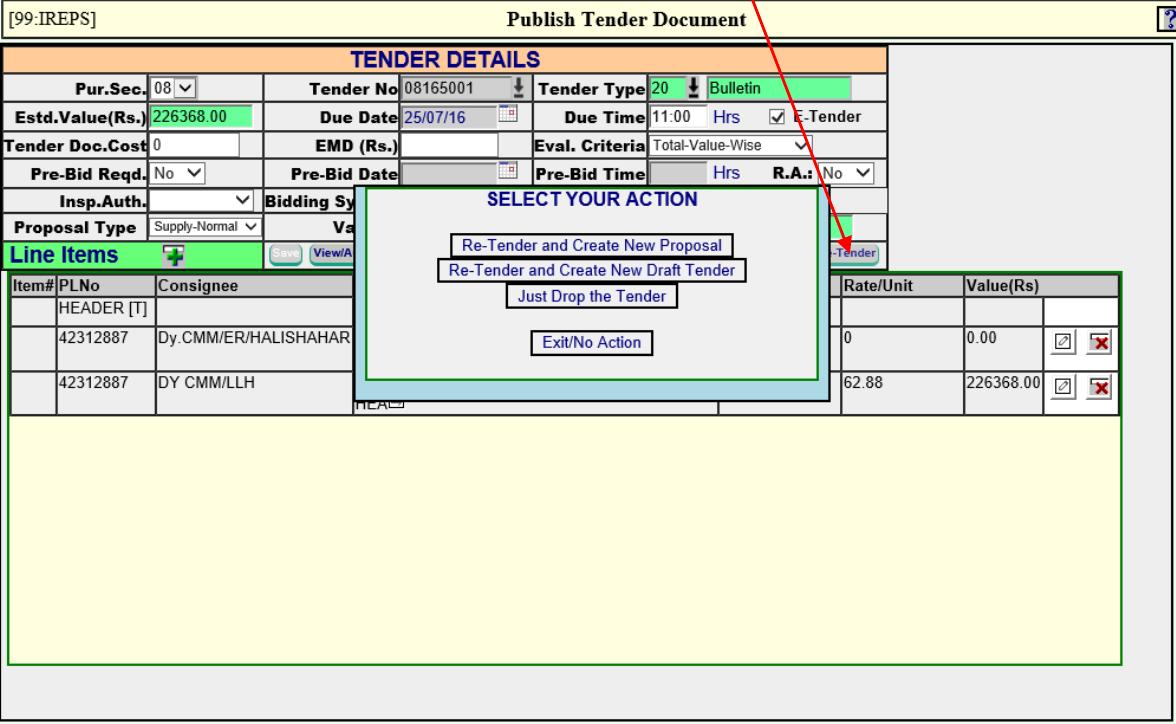 [99:IREPS] Publish Tender Document ?
TENDER DETAILS
Pur.Sec. 08 Tender No 08165001 Tender Type 20 Bulletin
Estd.Value(Rs.) 226368.00 Due Date 25/07/16 Due Time 11:00 Hrs E-Tender
Tender Doc.Cost 0 EMD (Rs.) Eval. Criteria Total-Value-Wise
Pre-Bid Reqd. No Pre-Bid Date Pre-Bid Time Hrs R.A.: No
Insp.Auth. Bidding Sy
Proposal Type Supply-Normal Va
Line Items Save View/A e-Tender
SELECT YOUR ACTION
Re-Tender and Create New Proposal
Re-Tender and Create New Draft Tender
Just Drop the Tender
Exit/No Action
Item# PLNo Consignee Rate/Unit Value(Rs)
HEADER [T]
42312887 Dy.CMM/ER/HALISHAHAR 0 0.00
42312887 DY CMM/LLH 62.88 226368.00